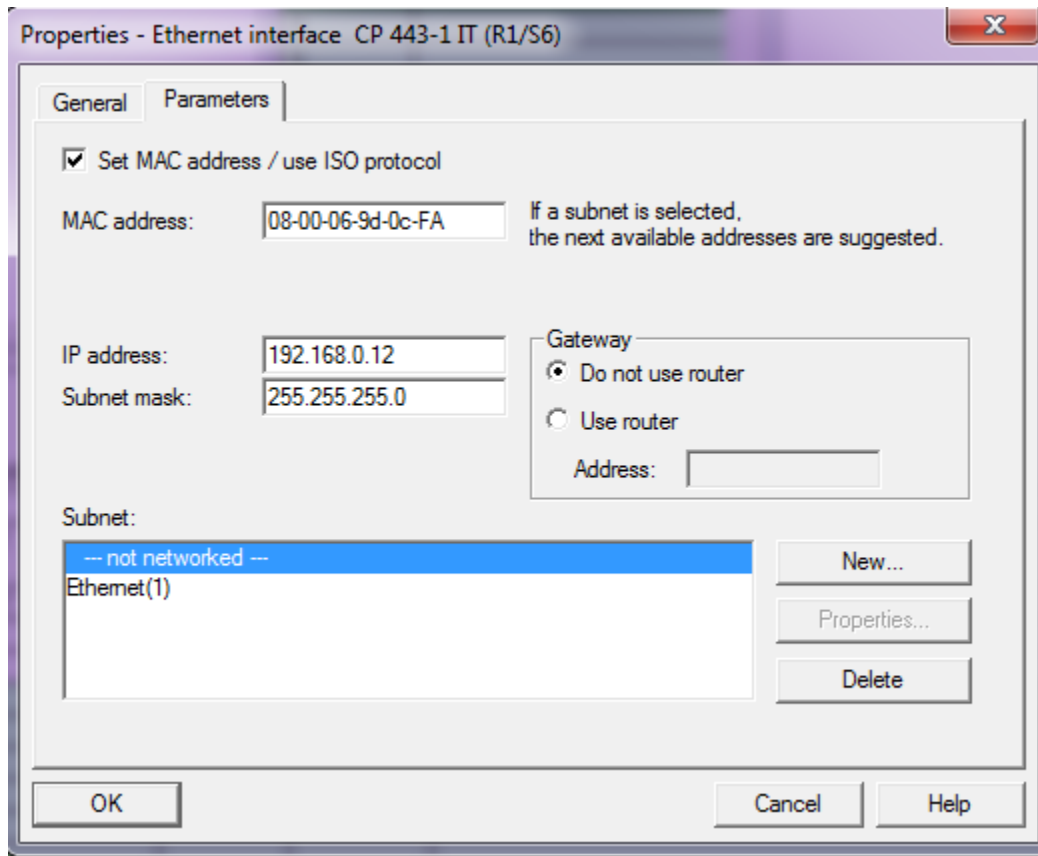 Properties - Ethernet interface  CP 443-1 IT (R1/S6)
General
Parameters
Set MAC address / use ISO protocol
MAC address:
08-00-06-9d-0c-FA
If a subnet is selected,
the next available addresses are suggested.
IP address:
192.168.0.12
Subnet mask:
255.255.255.0
Gateway
Do not use router
Use router
Address:
Subnet:
--- not networked ---
Ethernet(1)
New...
Properties...
Delete
OK
Cancel
Help